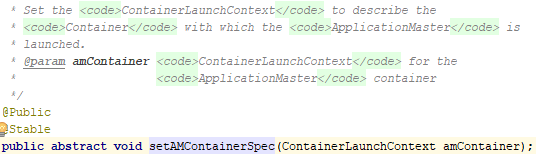 * Set the <code>ContainerLaunchContext</code> to describe the
* <code>Container</code> with which the <code>ApplicationMaster</code> is
* launched.
* @param amContainer <code>ContainerLaunchContext</code> for the
* <code>ApplicationMaster</code> container
*/
@Public
@Stable
public abstract void setAMContainerSpec(ContainerLaunchContext amContainer);